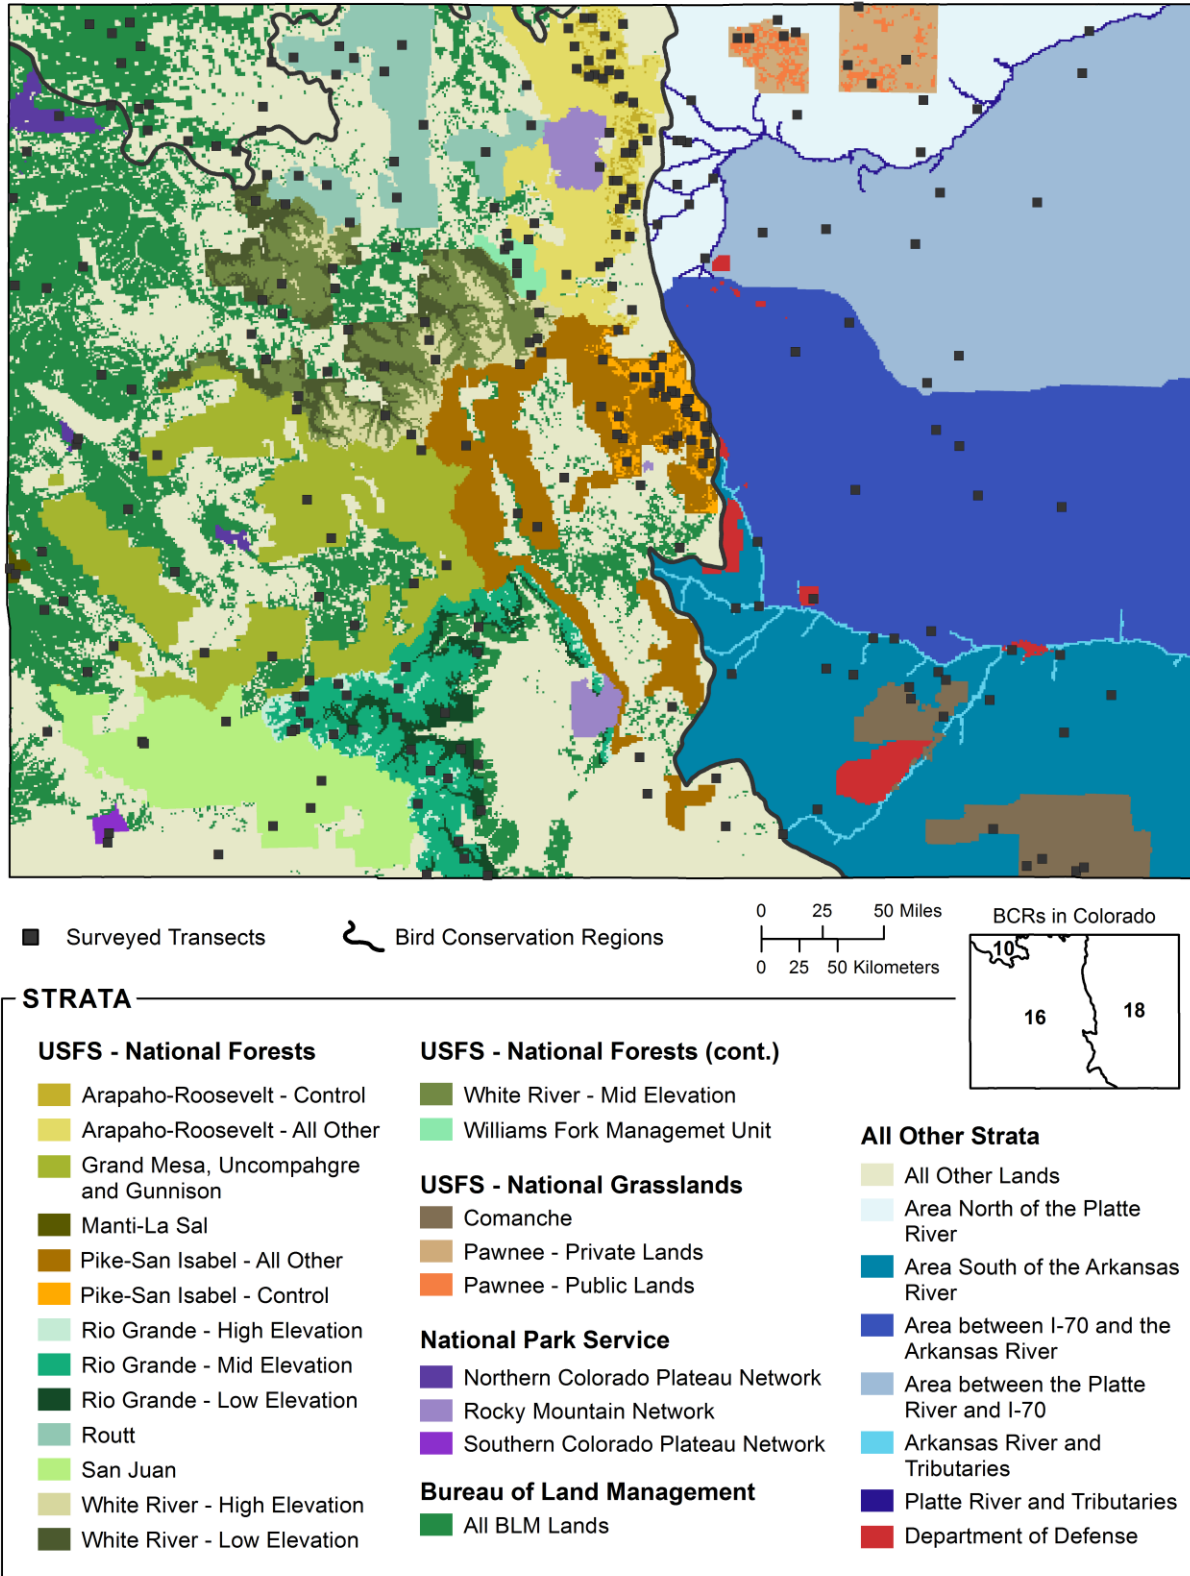 Surveyed Transects
Bird Conservation Regions
0 25 50 Miles
0 25 50 Kilometers
BCRs in Colorado
10
16
18
STRATA
USFS - National Forests
Arapaho-Roosevelt - Control
Arapaho-Roosevelt - All Other
Grand Mesa, Uncompahgre
and Gunnison
Manti-La Sal
Pike-San Isabel - All Other
Pike-San Isabel - Control
Rio Grande - High Elevation
Rio Grande - Mid Elevation
Rio Grande - Low Elevation
Routt
San Juan
White River - High Elevation
White River - Low Elevation
USFS - National Forests (cont.)
White River - Mid Elevation
Williams Fork Managemet Unit
USFS - National Grasslands
Comanche
Pawnee - Private Lands
Pawnee - Public Lands
National Park Service
Northern Colorado Plateau Network
Rocky Mountain Network
Southern Colorado Plateau Network
Bureau of Land Management
All BLM Lands
All Other Strata
All Other Lands
Area North of the Platte
River
Area South of the Arkansas
River
Area between I-70 and the
Arkansas River
Area between the Platte
River and I-70
Arkansas River and
Tributaries
Platte River and Tributaries
Department of Defense